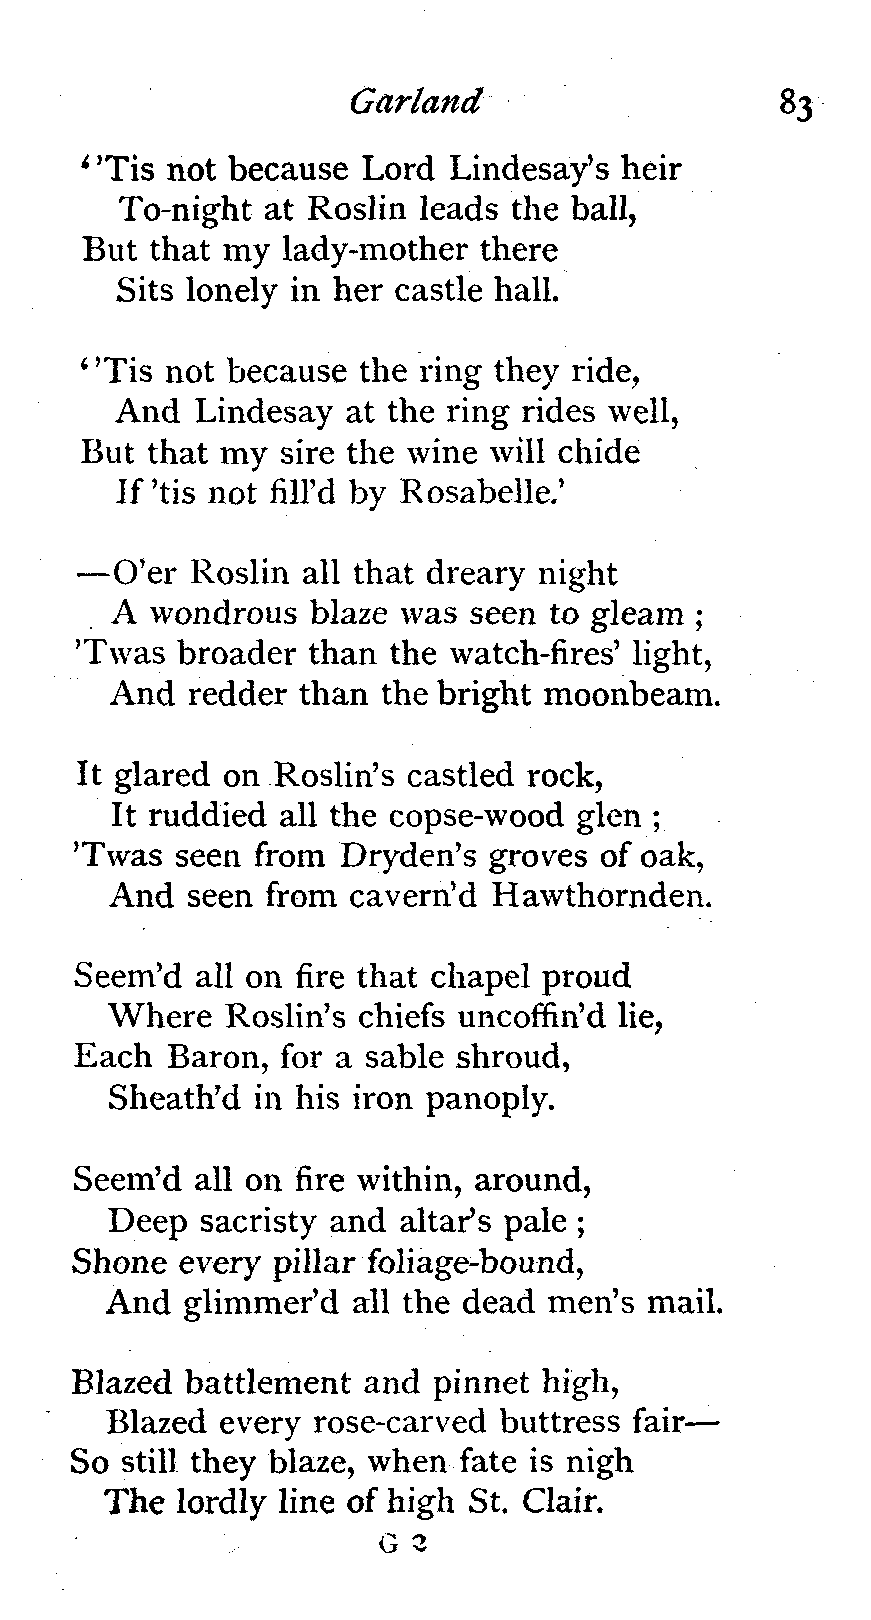 Garland 83
‘’Tis not because Lord Lindesay’s heir
To-night at Roslin leads the ball,
But that my lady-mother there
Sits lonely in her castle hall.
‘’Tis not because the ring they ride,
And Lindesay at the ring rides well,
But that my sire the wine will chide
If ’tis not fill’d by Rosabelle.’
—O’er Roslin all that dreary night
A wondrous blaze was seen to gleam ;
’Twas broader than the watch-fires’ light,
And redder than the bright moonbeam.
It glared on Roslin’s castled rock,
It ruddied all the copse-wood glen ;
’Twas seen from Dryden’s groves of oak,
And seen from cavern’d Hawthornden.
Seem’d all on fire that chapel proud
Where Roslin’s chiefs uncoffin’d lie,
Each Baron, for a sable shroud,
Sheath’d in his iron panoply.
Seem’d all on fire within, around,
Deep sacristy and altar’s pale ;
Shone every pillar foliage-bound,
And glimmer’d all the dead men’s mail.
Blazed battlement and pinnet high,
Blazed every rose-carved buttress fair—
So still they blaze, when fate is nigh
The lordly line of high St. Clair.
G 2